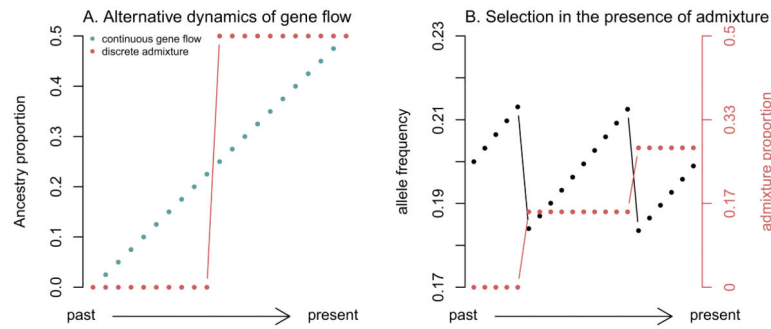 A. Alternative dynamics of gene flow
continuous gene flow
discrete admixture
Ancestry proportion
0.5
0.4
0.3
0.2
0.1
0.0
past
present
B. Selection in the presence of admixture
allele frequency
0.23
0.21
0.19
0.17
0.5
0.33
0.17
0
admixture proportion
past
present